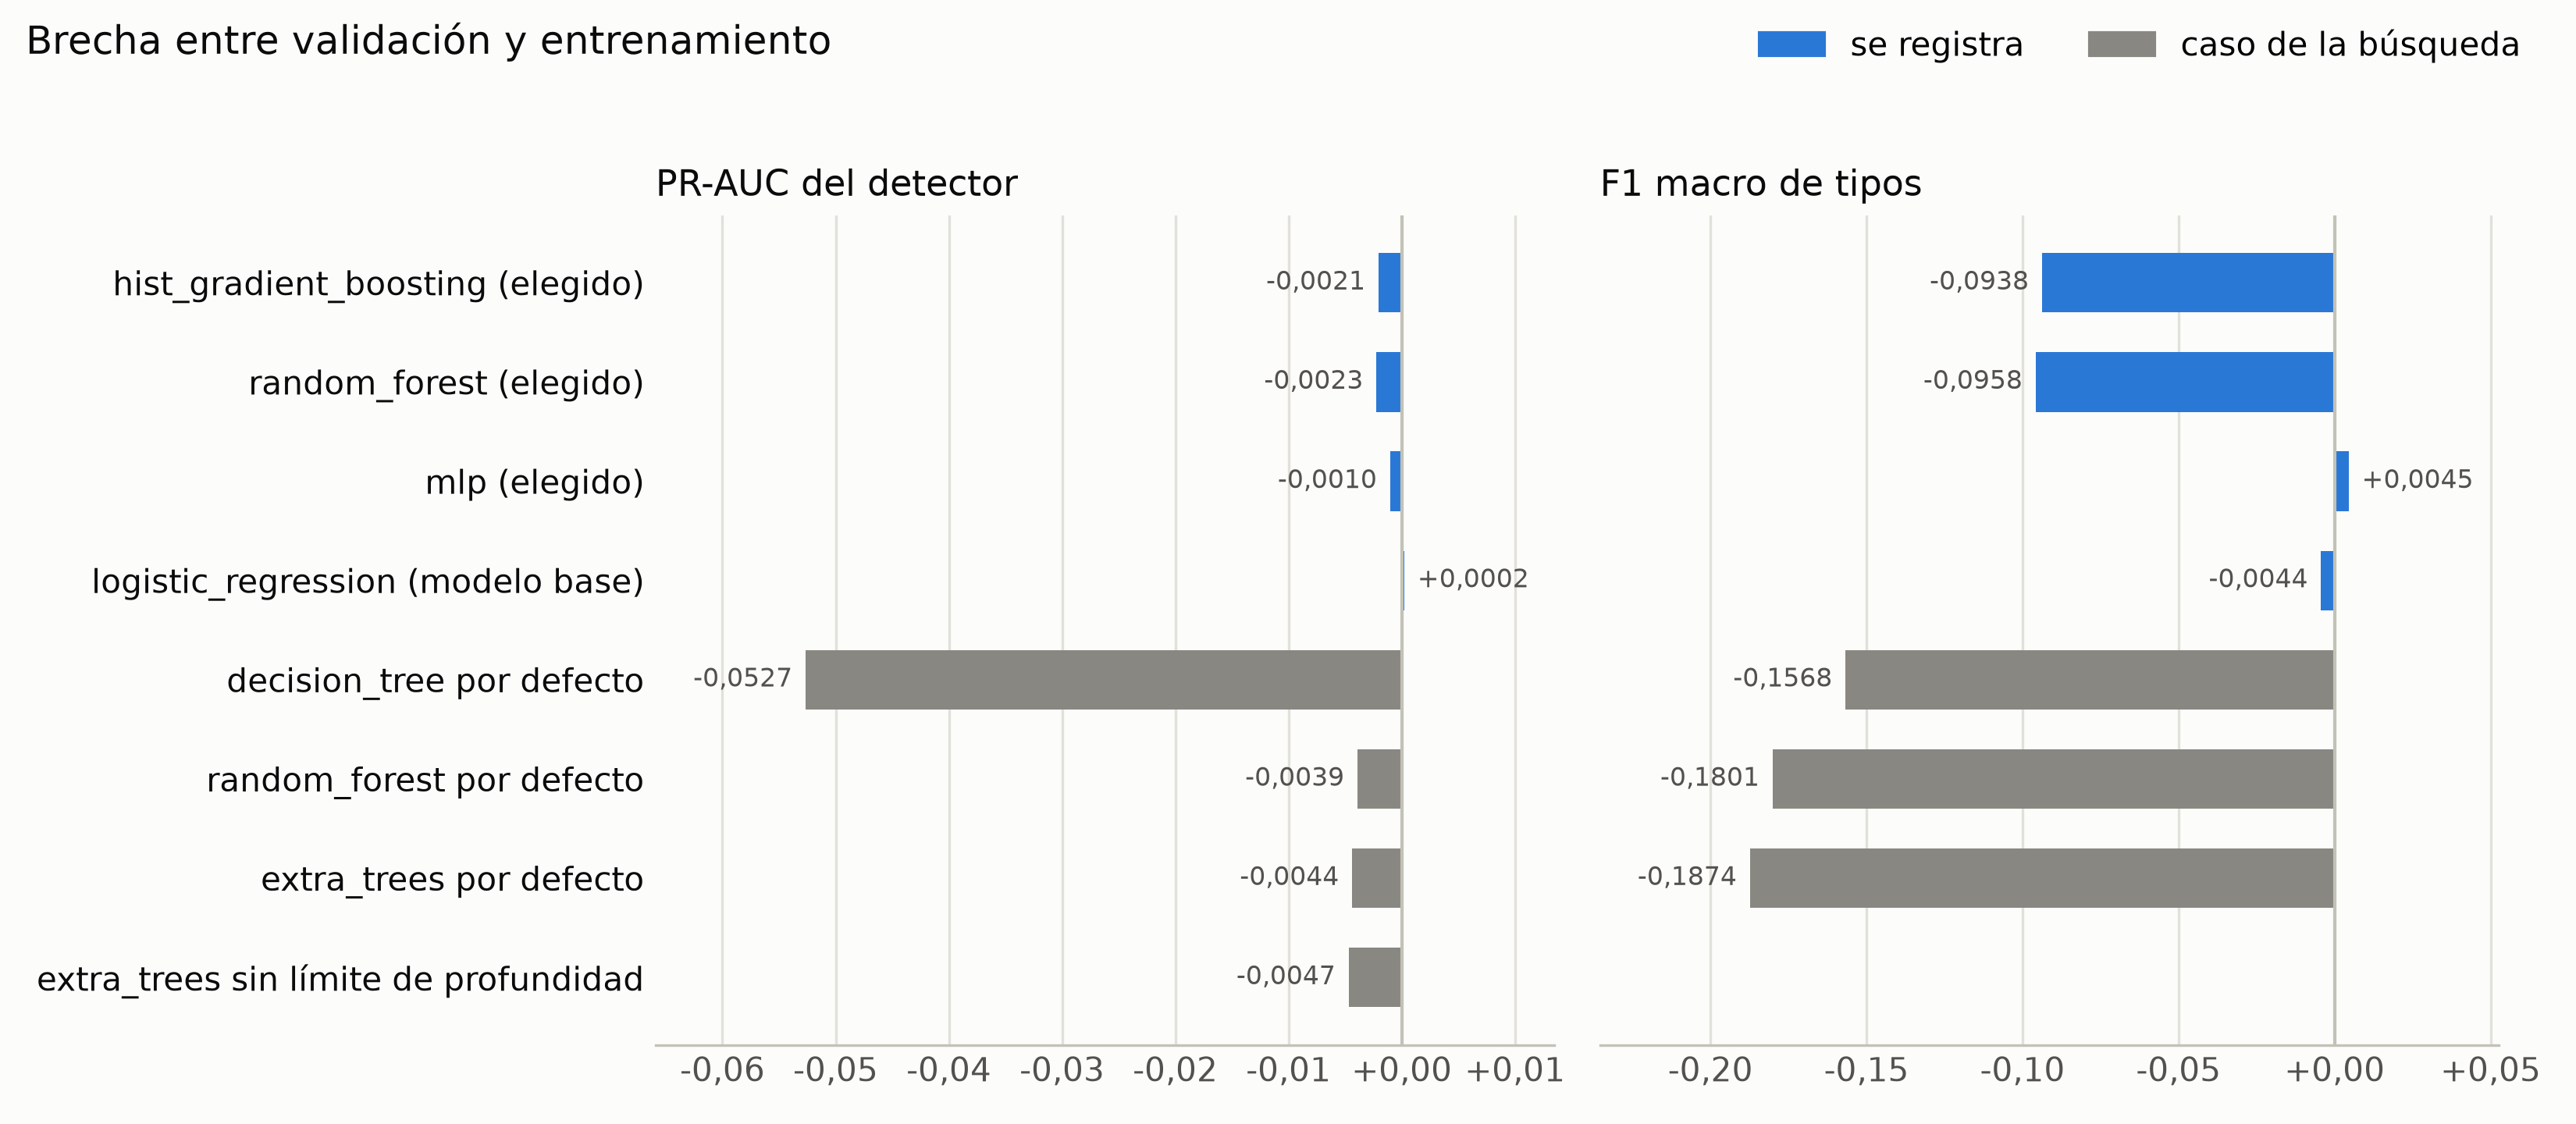 Brecha entre validación y entrenamiento
se registra
caso de la búsqueda
PR-AUC del detector
F1 macro de tipos
hist_gradient_boosting (elegido)
-0,0021
-0,0938
random_forest (elegido)
-0,0023
-0,0958
mlp (elegido)
-0,0010
+0,0045
logistic_regression (modelo base)
+0,0002
-0,0044
decision_tree por defecto
-0,0527
-0,1568
random_forest por defecto
-0,0039
-0,1801
extra_trees por defecto
-0,0044
-0,1874
extra_trees sin límite de profundidad
-0,0047
-0,06 -0,05 -0,04 -0,03 -0,02 -0,01 +0,00 +0,01
-0,20 -0,15 -0,10 -0,05 +0,00 +0,05